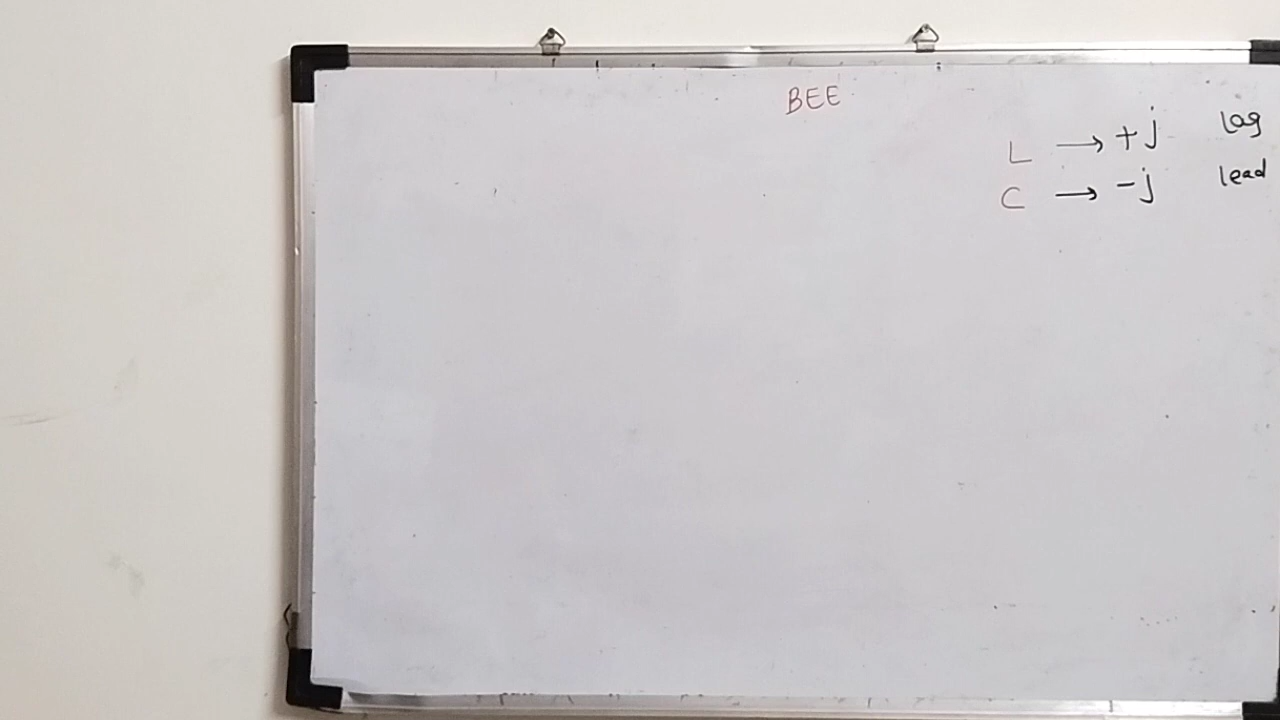 BEE
L → +j lag
C → -j lead